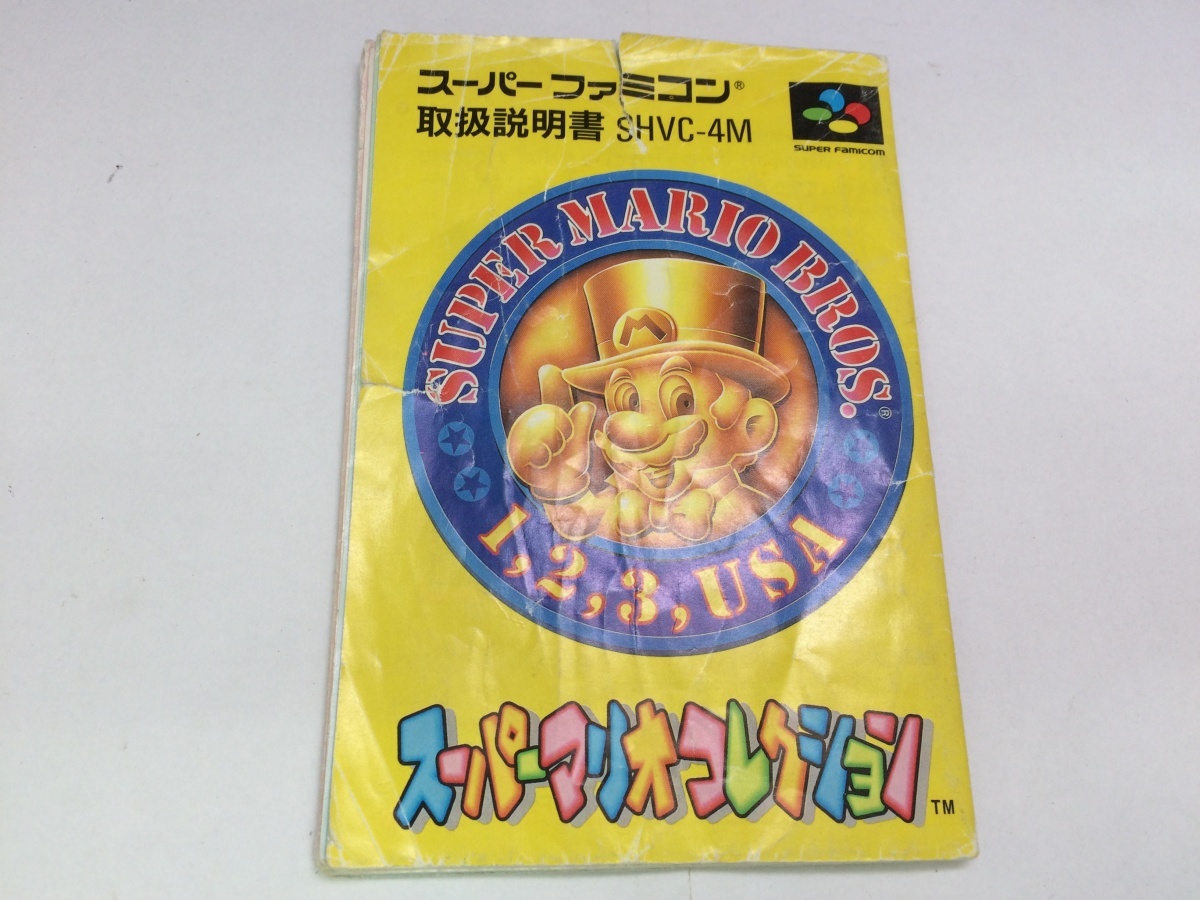 スーパーファミコン®
取扱説明書 SHVC-4M
SUPER FAMICOM
SUPER MARIO BROS.®
M
1, 2, 3, USA
スーパーマリオコレクション™